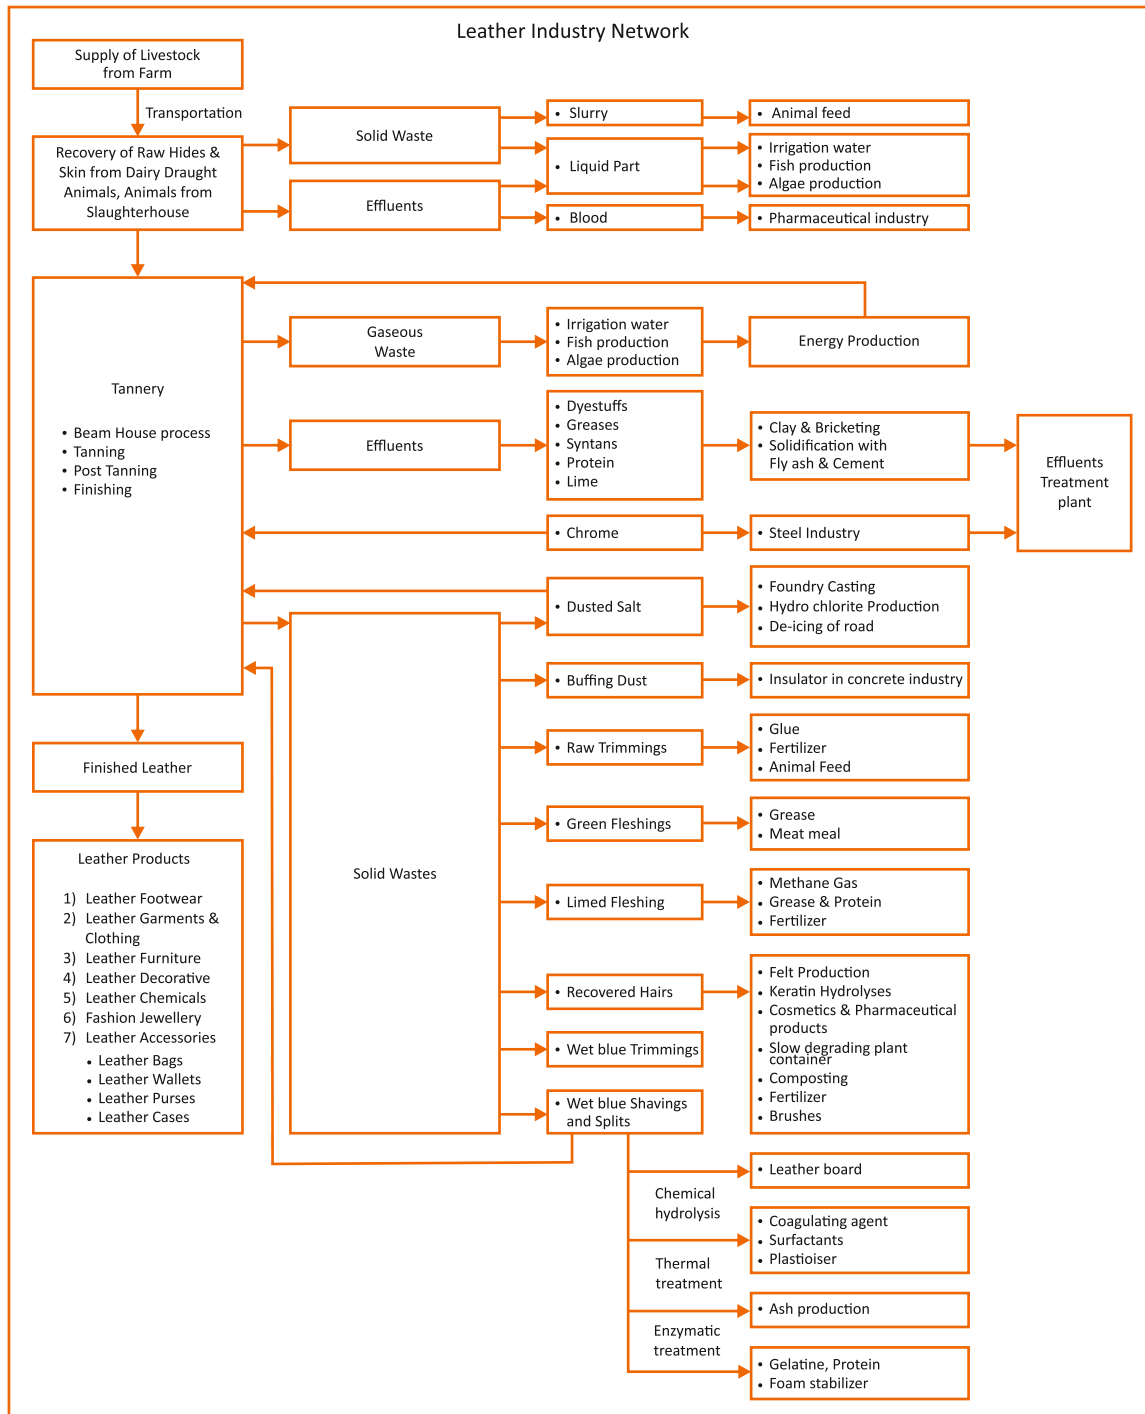 Leather Industry Network
Supply of Livestock
from Farm
Transportation
Recovery of Raw Hides &
Skin from Dairy Draught
Animals, Animals from
Slaughterhouse
Solid Waste
• Slurry
• Animal feed
• Liquid Part
• Irrigation water
• Fish production
• Algae production
Effluents
• Blood
• Pharmaceutical industry
Tannery
• Beam House process
• Tanning
• Post Tanning
• Finishing
Gaseous
Waste
• Irrigation water
• Fish production
• Algae production
Energy Production
Effluents
• Dyestuffs
• Greases
• Syntans
• Protein
• Lime
• Clay & Bricketing
• Solidification with
Fly ash & Cement
Effluents
Treatment
plant
• Chrome
• Steel Industry
• Dusted Salt
• Foundry Casting
• Hydro chlorite Production
• De-icing of road
Solid Wastes
• Buffing Dust
• Insulator in concrete industry
• Raw Trimmings
• Glue
• Fertilizer
• Animal Feed
• Green Fleshings
• Grease
• Meat meal
• Limed Fleshing
• Methane Gas
• Grease & Protein
• Fertilizer
• Recovered Hairs
• Felt Production
• Keratin Hydrolyses
• Cosmetics & Pharmaceutical
products
• Slow degrading plant
container
• Composting
• Fertilizer
• Brushes
• Wet blue Trimmings
• Wet blue Shavings
and Splits
Finished Leather
Leather Products
1) Leather Footwear
2) Leather Garments &
Clothing
3) Leather Furniture
4) Leather Decorative
5) Leather Chemicals
6) Fashion Jewellery
7) Leather Accessories
• Leather Bags
• Leather Wallets
• Leather Purses
• Leather Cases
• Leather board
Chemical
hydrolysis
• Coagulating agent
• Surfactants
• Plastioiser
Thermal
treatment
• Ash production
Enzymatic
treatment
• Gelatine, Protein
• Foam stabilizer